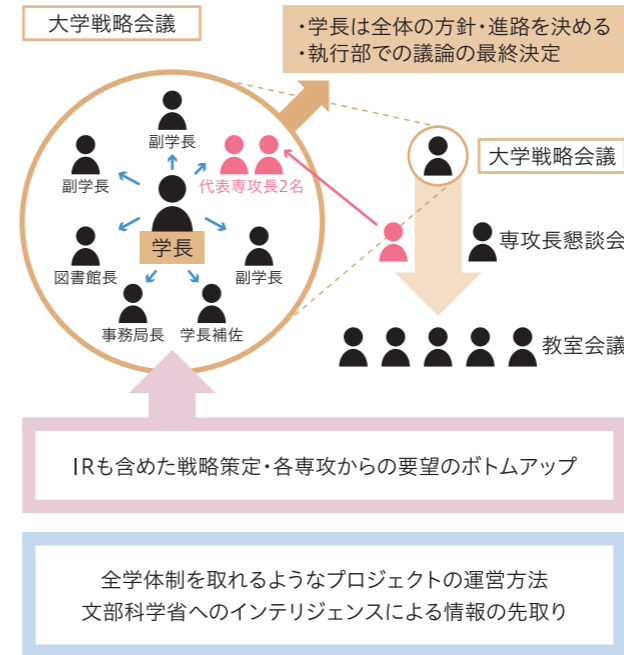 大学戦略会議
・学長は全体の方針・進路を決める
・執行部での議論の最終決定
副学長
副学長
代表専攻長2名
学長
図書館長
副学長
事務局長
学長補佐
大学戦略会議
専攻長懇談会
教室会議
IRも含めた戦略策定・各専攻からの要望のボトムアップ
全学体制を取れるようなプロジェクトの運営方法
文部科学省へのインテリジェンスによる情報の先取り